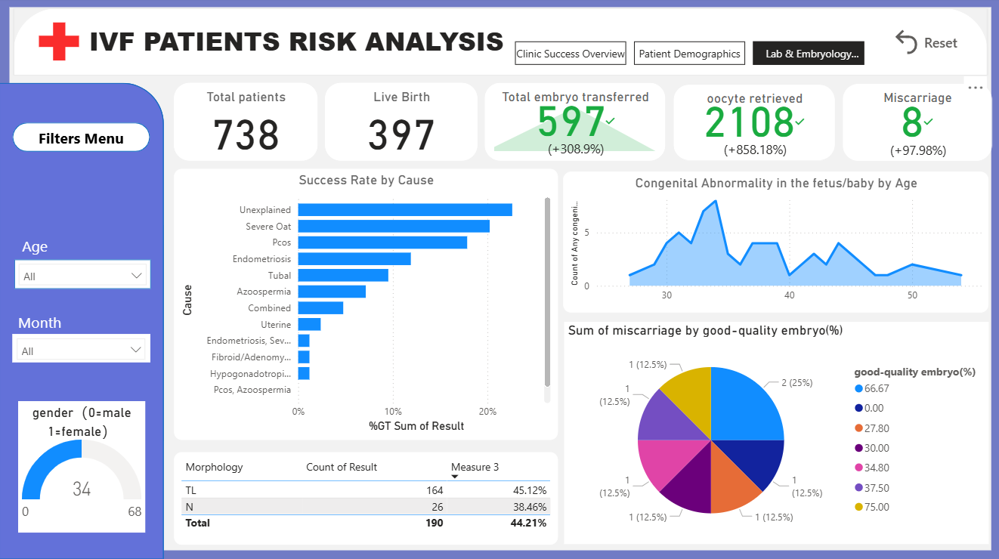 IVF PATIENTS RISK ANALYSIS
Clinic Success Overview
Patient Demographics
Lab & Embryology...
Reset
Filters Menu
Age
All
Month
All
gender (0=male
1=female)
34
0
68
Total patients
738
Live Birth
397
Total embryo transferred
597
(+308.9%)
oocyte retrieved
2108
(+858.18%)
Miscarriage
8
(+97.98%)
Success Rate by Cause
Cause
Unexplained
Severe Oat
Pcos
Endometriosis
Tubal
Azoospermia
Combined
Uterine
Endometriosis, Sev...
Fibroid/Adenomy...
Hypogonadotropi...
Pcos, Azoospermia
0%
10%
20%
%GT Sum of Result
Congenital Abnormality in the fetus/baby by Age
Count of Any congeni...
5
0
30
40
50
Morphology Count of Result Measure 3
TL 164 45.12%
N 26 38.46%
Total 190 44.21%
Sum of miscarriage by good-quality embryo(%)
2 (25%)
1
(12.5%)
1 (12.5%)
1 (12.5%)
1
(12.5%)
1
(12.5%)
1 (12.5%)
good-quality embryo(%)
66.67
0.00
27.80
30.00
34.80
37.50
75.00